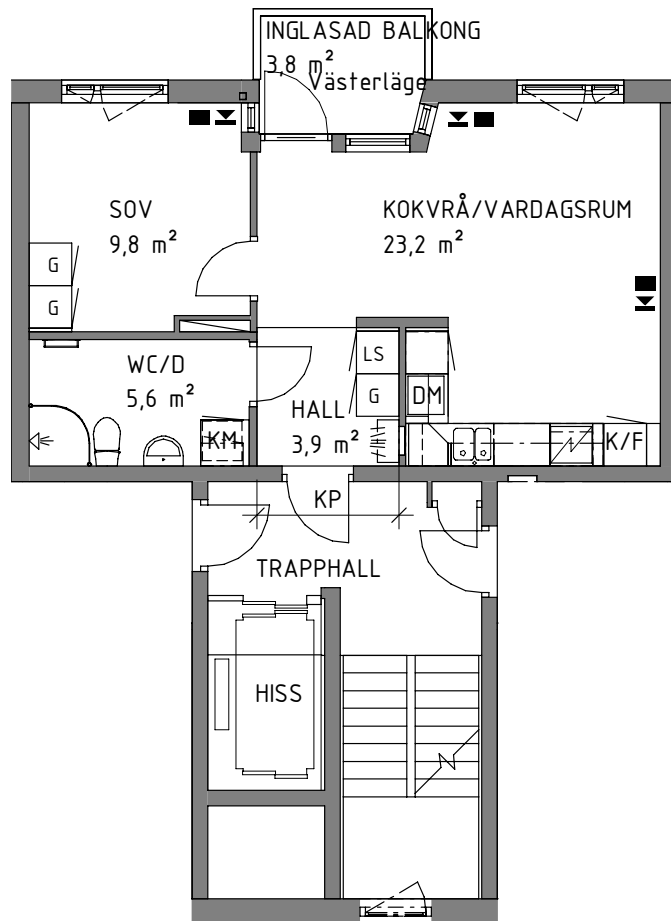 INGLASAD BALKONG
3,8 m²
Västerläge
SOV
9,8 m²
KOKVRÅ/VARDAGSRUM
23,2 m²
G
G
WC/D
5,6 m²
LS
G
DM
HALL
3,9 m²
KM
K/F
KP
TRAPPHALL
HISS